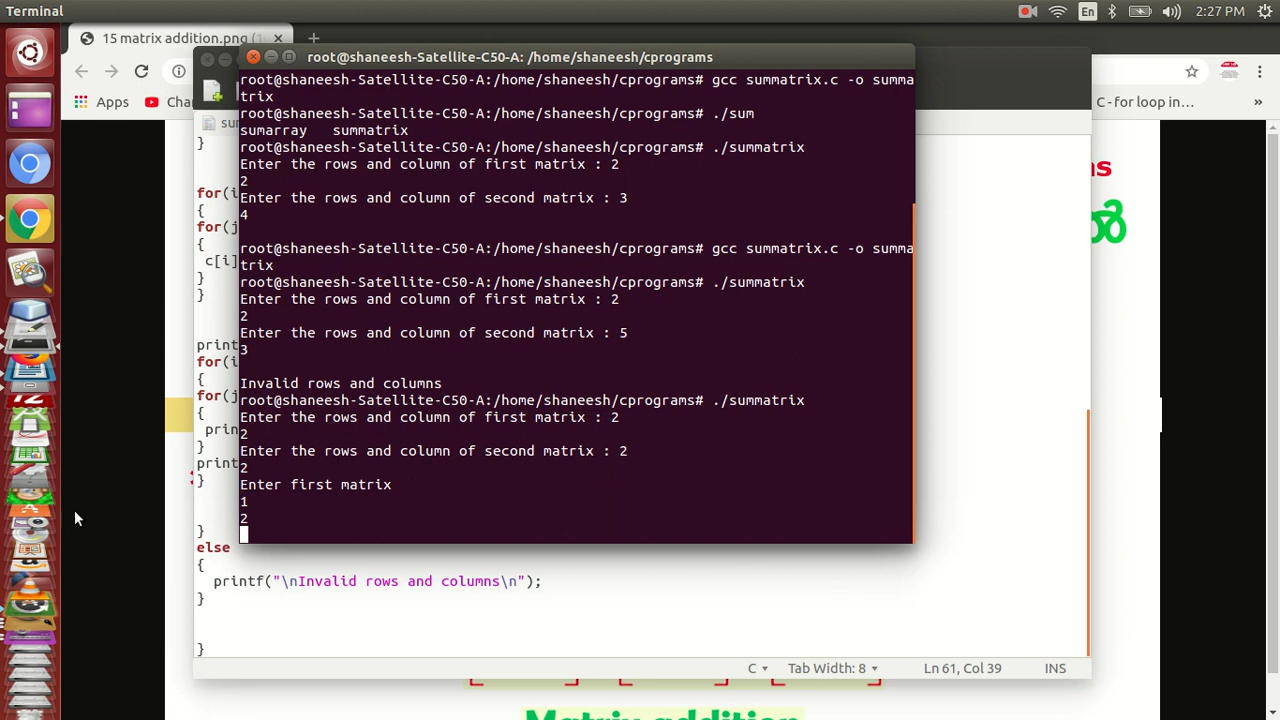 Terminal
En
2:27 PM
15 matrix addition.png (
root@shaneesh-Satellite-C50-A: /home/shaneesh/cprograms
Apps
C - for loop in…
»
root@shaneesh-Satellite-C50-A:/home/shaneesh/cprograms# gcc summatrix.c -o summa
trix
root@shaneesh-Satellite-C50-A:/home/shaneesh/cprograms# ./sum
sumarray   summatrix
root@shaneesh-Satellite-C50-A:/home/shaneesh/cprograms# ./summatrix
Enter the rows and column of first matrix : 2
2
Enter the rows and column of second matrix : 3
4
root@shaneesh-Satellite-C50-A:/home/shaneesh/cprograms# gcc summatrix.c -o summa
trix
root@shaneesh-Satellite-C50-A:/home/shaneesh/cprograms# ./summatrix
Enter the rows and column of first matrix : 2
2
Enter the rows and column of second matrix : 5
3
Invalid rows and columns
root@shaneesh-Satellite-C50-A:/home/shaneesh/cprograms# ./summatrix
Enter the rows and column of first matrix : 2
2
Enter the rows and column of second matrix : 2
2
Enter first matrix
1
2
}
for(i
{
for(j
{
c[i]
}
}
print
for(i
{
for(j
{
prin
}
print
}
}
else
{
printf("\nInvalid rows and columns\n");
}
}
C
Tab Width: 8
Ln 61, Col 39
INS
Matrix addition